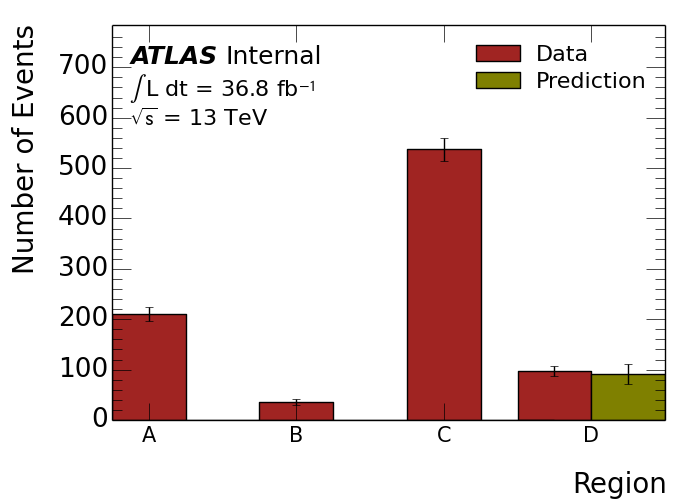 Number of Events
700
600
500
400
300
200
100
0
ATLAS Internal
∫L dt = 36.8 fb⁻¹
√s = 13 TeV
Data
Prediction
A B C D
Region